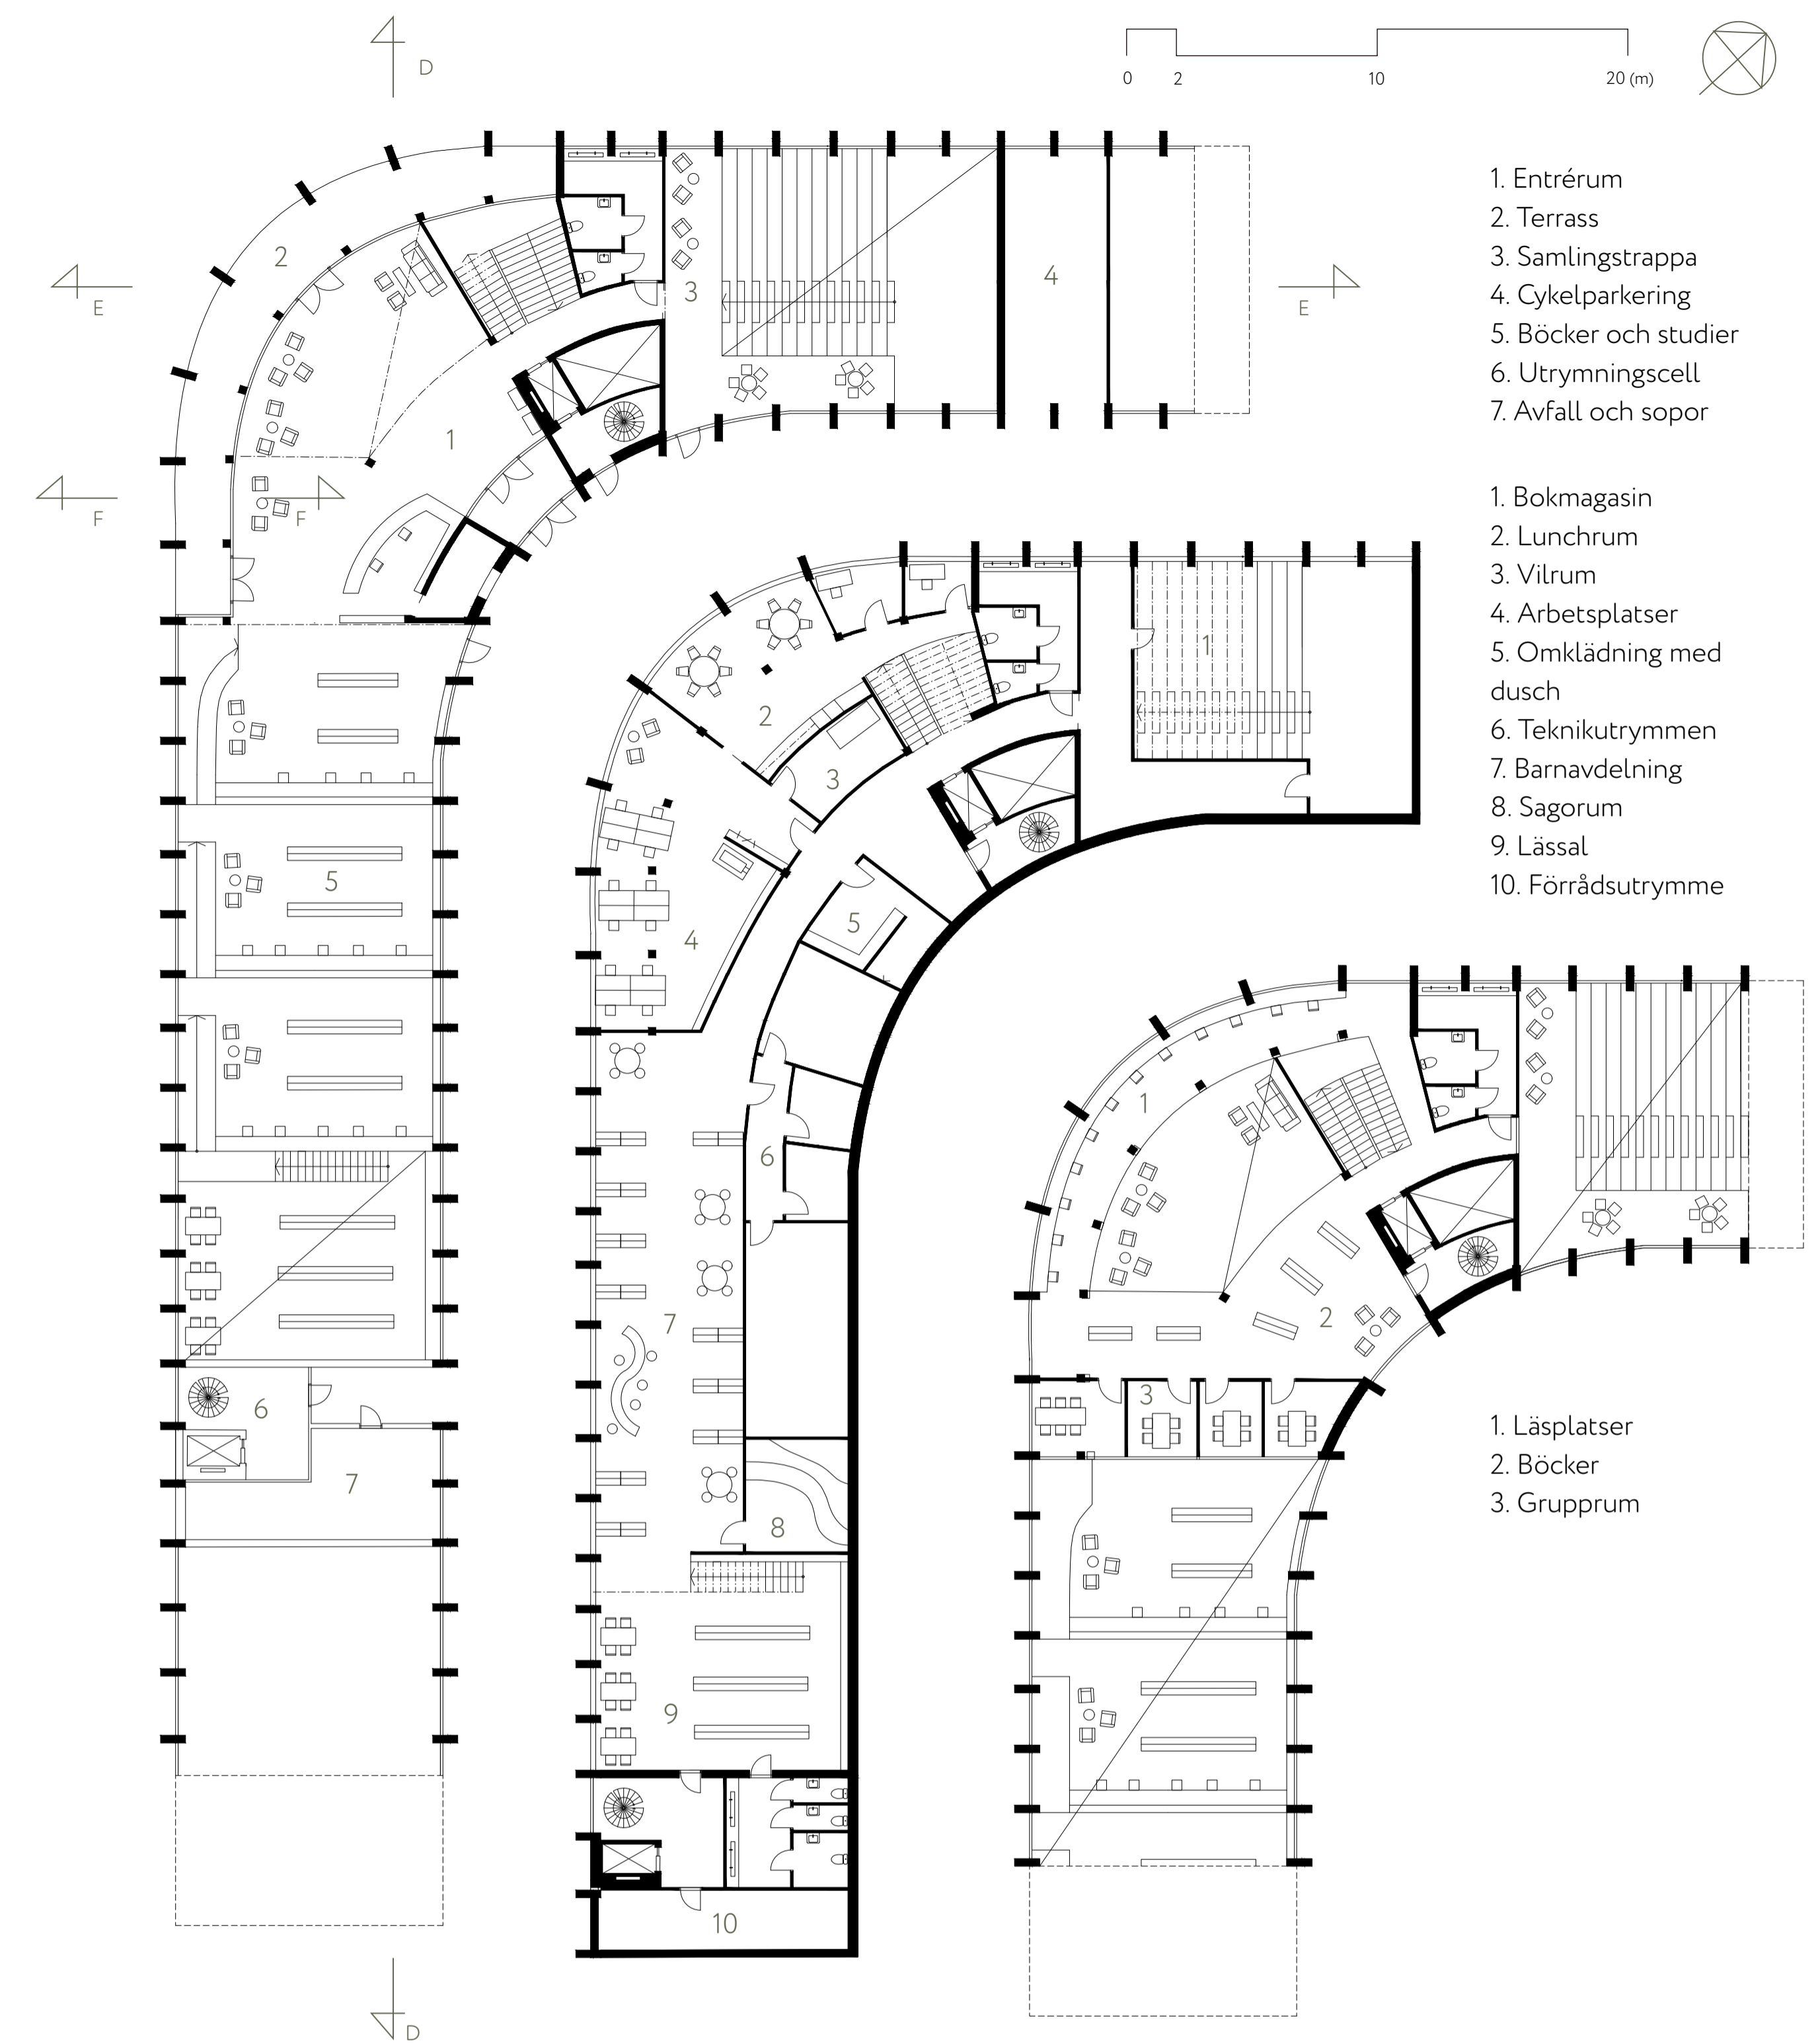 D
0 2 10 20 (m)
1. Entrérum
2. Terrass
3. Samlingstrappa
4. Cykelparkering
5. Böcker och studier
6. Utrymningscell
7. Avfall och sopor
1. Bokmagasin
2. Lunchrum
3. Vilrum
4. Arbetsplatser
5. Omklädning med
dusch
6. Teknikutrymmen
7. Barnavdelning
8. Sagorum
9. Lässal
10. Förrådsutrymme
1. Läsplatser
2. Böcker
3. Grupprum
2
3
4
E
E
1
F
F
5
6
7
1
2
3
4
5
6
7
8
9
10
1
2
3
D